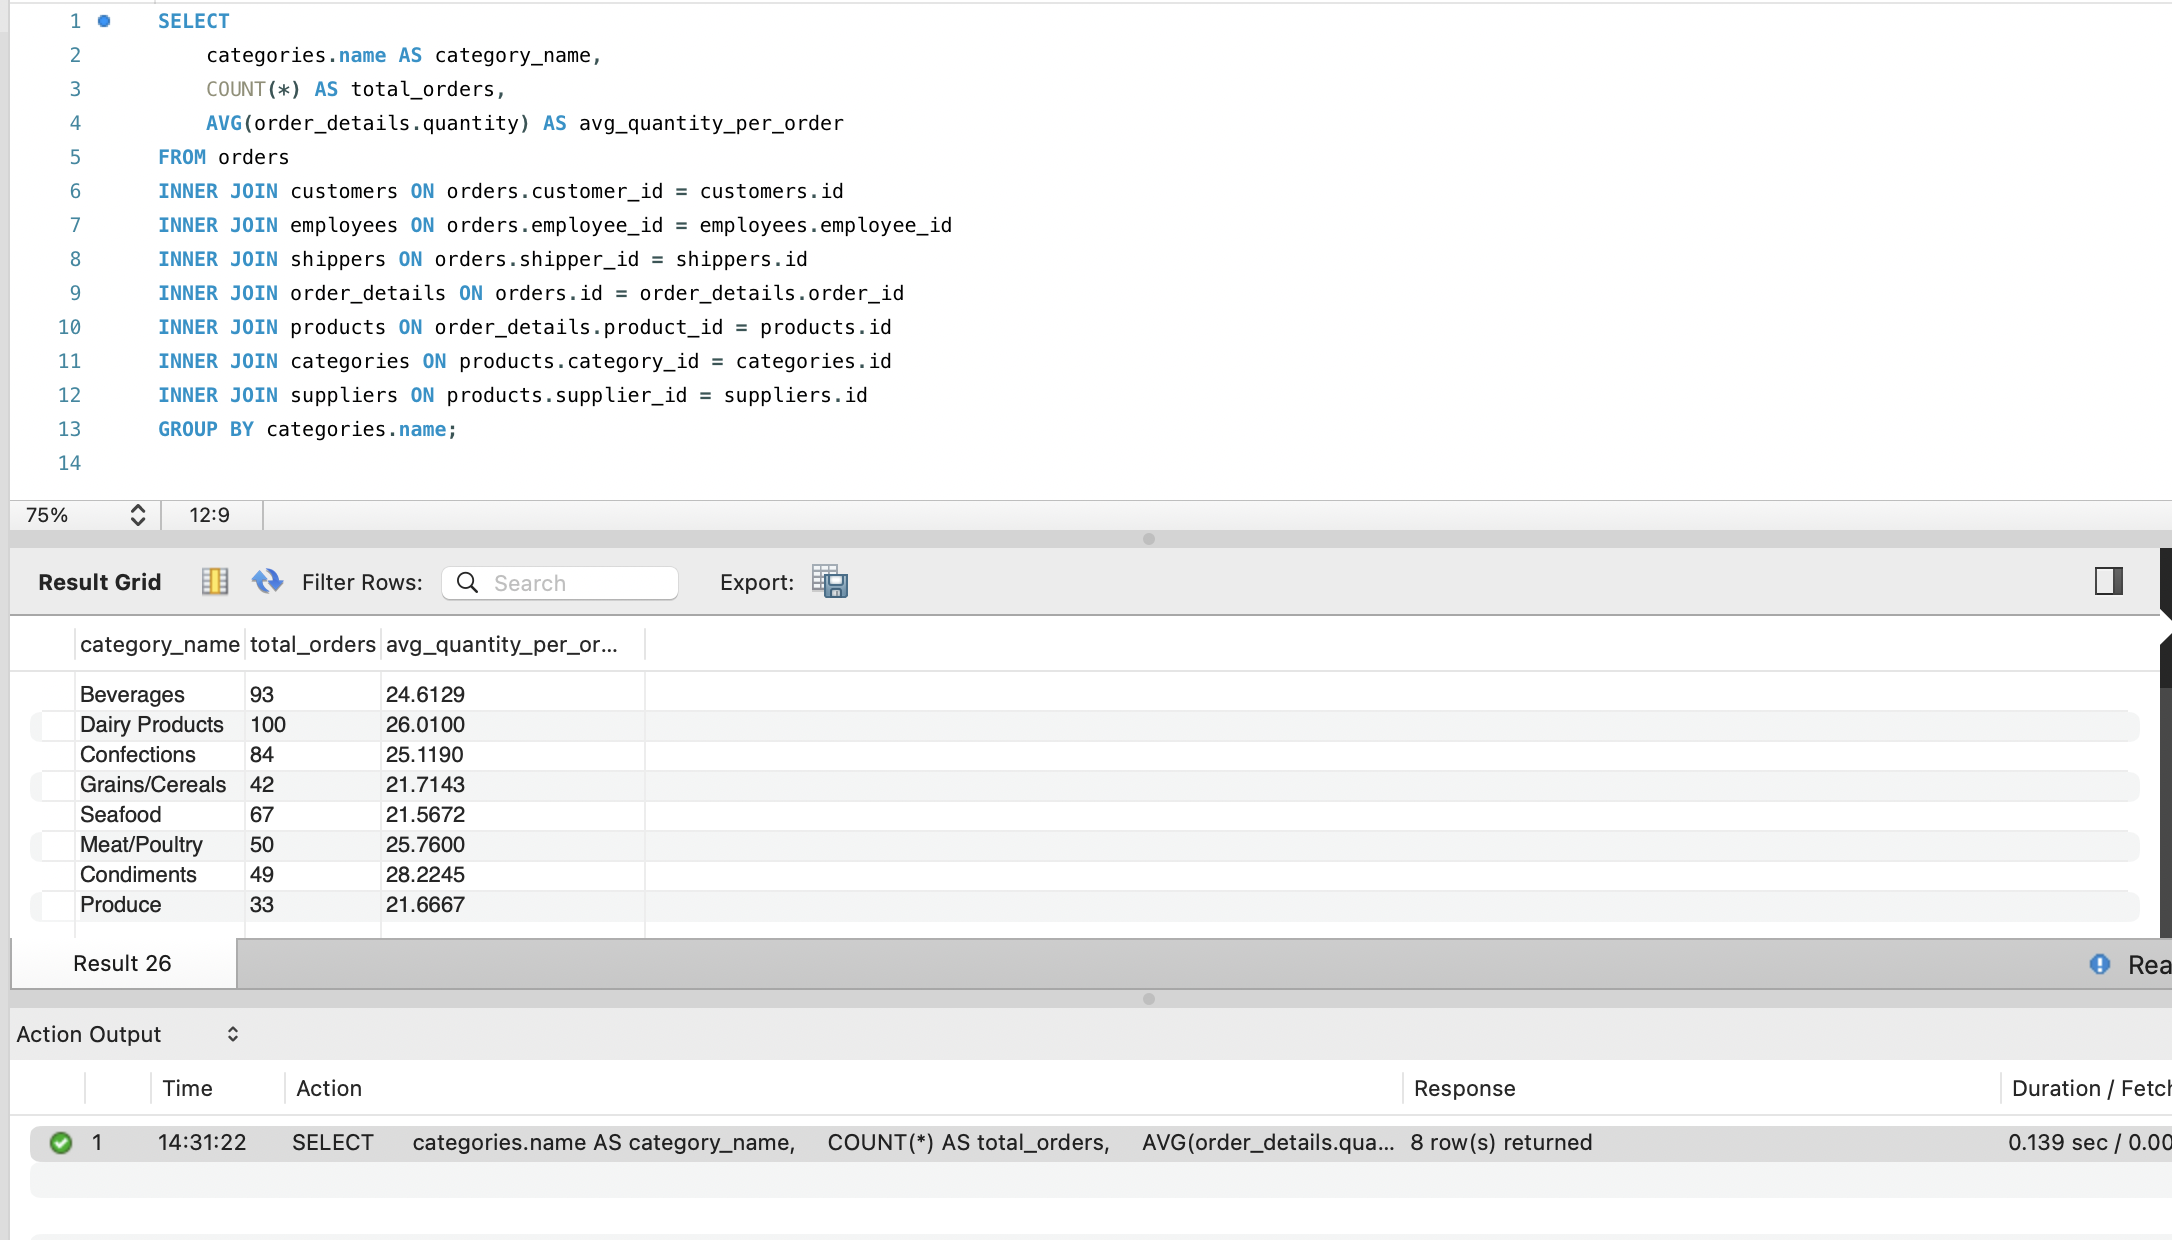 1 SELECT
2 categories.name AS category_name,
3 COUNT(*) AS total_orders,
4 AVG(order_details.quantity) AS avg_quantity_per_order
5 FROM orders
6 INNER JOIN customers ON orders.customer_id = customers.id
7 INNER JOIN employees ON orders.employee_id = employees.employee_id
8 INNER JOIN shippers ON orders.shipper_id = shippers.id
9 INNER JOIN order_details ON orders.id = order_details.order_id
10 INNER JOIN products ON order_details.product_id = products.id
11 INNER JOIN categories ON products.category_id = categories.id
12 INNER JOIN suppliers ON products.supplier_id = suppliers.id
13 GROUP BY categories.name;
14
75% 12:9
Result Grid Filter Rows: Search Export:
category_name total_orders avg_quantity_per_or...
Beverages 93 24.6129
Dairy Products 100 26.0100
Confections 84 25.1190
Grains/Cereals 42 21.7143
Seafood 67 21.5672
Meat/Poultry 50 25.7600
Condiments 49 28.2245
Produce 33 21.6667
Result 26 Rea
Action Output
Time Action Response Duration / Fetch
1 14:31:22 SELECT categories.name AS category_name, COUNT(*) AS total_orders, AVG(order_details.qua... 8 row(s) returned 0.139 sec / 0.00